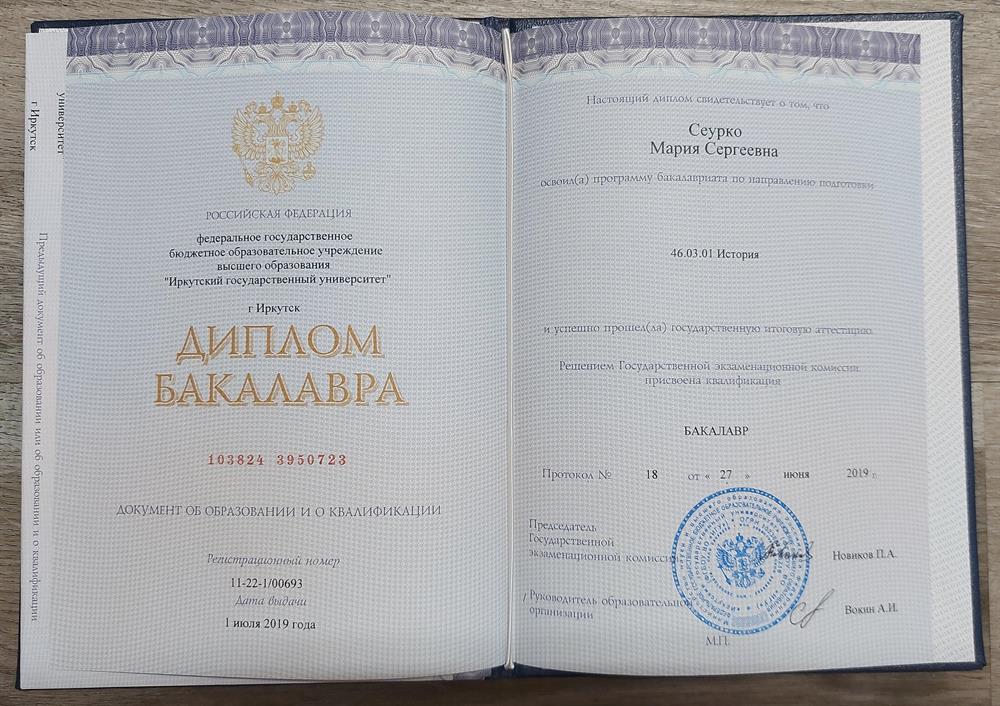 университет
г Иркутск
Предыдущий документ об образовании или об образовании и о квалификации
РОССИЙСКАЯ ФЕДЕРАЦИЯ
федеральное государственное
бюджетное образовательное учреждение
высшего образования
"Иркутский государственный университет"
г Иркутск
ДИПЛОМ
БАКАЛАВРА
103824 3950723
ДОКУМЕНТ ОБ ОБРАЗОВАНИИ И О КВАЛИФИКАЦИИ
Регистрационный номер
11-22-1/00693
Дата выдачи
1 июля 2019 года
Настоящий диплом свидетельствует о том, что
Сеурко
Мария Сергеевна
освоил(а) программу бакалавриата по направлению подготовки
46.03.01 История
и успешно прошел(ла) государственную итоговую аттестацию
Решением Государственной экзаменационной комиссии
присвоена квалификация
БАКАЛАВР
Протокол № 18 от « 27 » июня 2019 г.
Председатель
Государственной
экзаменационной комиссии Новиков П.А.
Руководитель образовательной
организации Вокин А.И.
М.П.